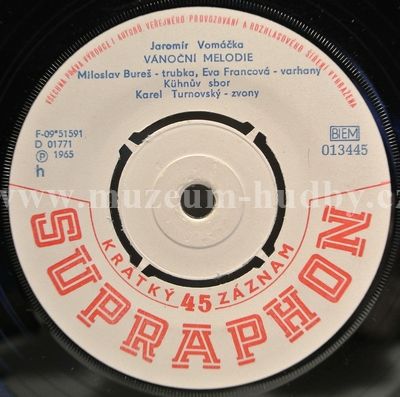 VŠECHNA PRÁVA VÝROBCE I AUTORŮ VEŘEJNÉHO PROVOZOVÁNÍ A ROZHLASOVÉHO ŠÍŘENÍ VYHRAZENA
Jaromír Vomáčka
VÁNOČNÍ MELODIE
Miloslav Bureš - trubka, Eva Francová - varhany
Kühnův sbor
Karel Turnovský - zvony
F-09*51591
D 01771
Ⓟ 1965
h
BIEM
013445
www.muzeum-hudby.cz
KRÁTKÝ 45 ZÁZNAM
SUPRAPHON